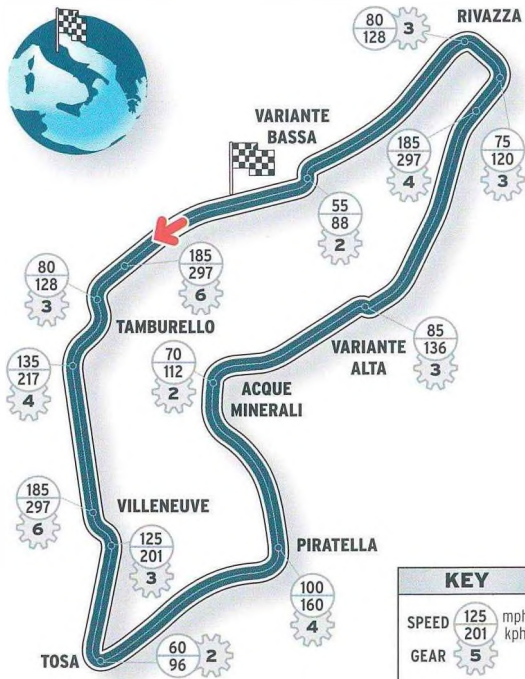 80
128
3
RIVAZZA
VARIANTE
BASSA
185
297
4
75
120
3
55
88
2
80
128
3
185
297
6
TAMBURELLO
85
136
3
VARIANTE
ALTA
135
217
4
70
112
2
ACQUE
MINERALI
185
297
6
VILLENEUVE
125
201
3
PIRATELLA
100
160
4
TOSA
60
96
2
KEY
SPEED 125 mph
201 kph
GEAR 5